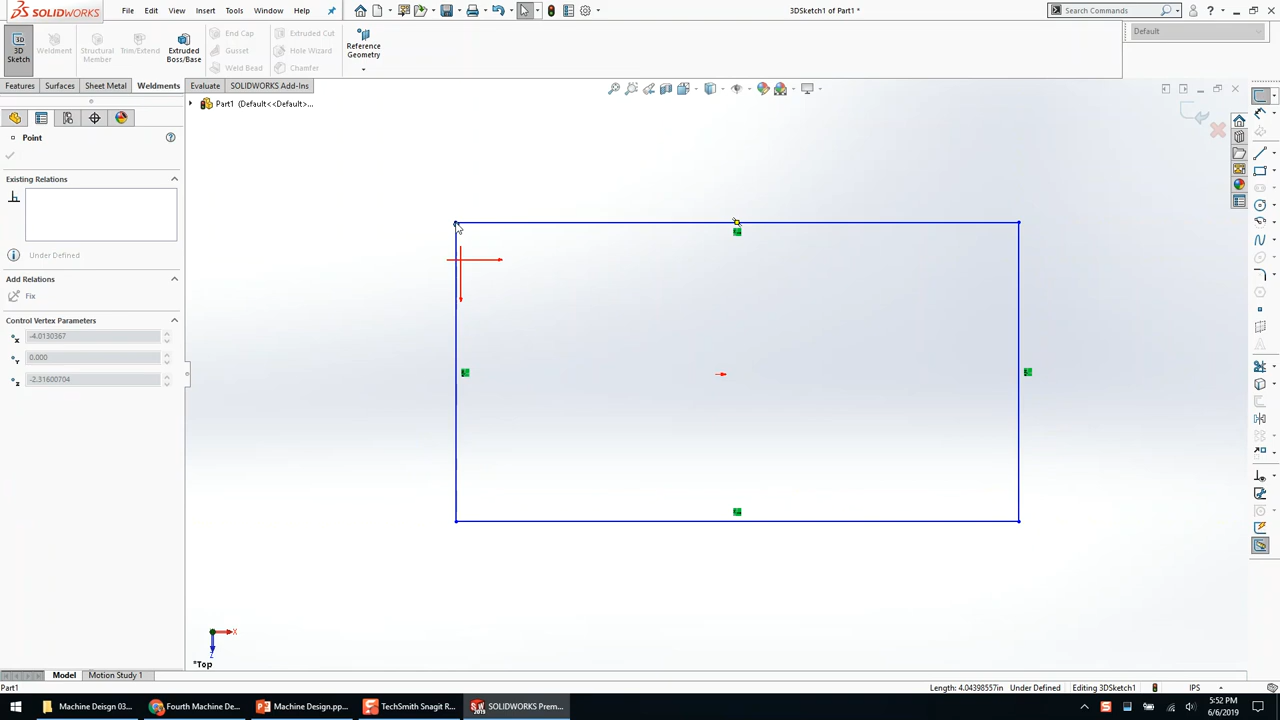 SOLIDWORKS
File
Edit
View
Insert
Tools
Window
Help
3DSketch1 of Part1 *
Search Commands
3D
Sketch
Weldment
Structural
Member
Trim/Extend
Extruded
Boss/Base
End Cap
Gusset
Weld Bead
Extruded Cut
Hole Wizard
Chamfer
Reference
Geometry
Default
Features
Surfaces
Sheet Metal
Weldments
Evaluate
SOLIDWORKS Add-Ins
Part1 (Default<<Default>...
Point
Existing Relations
Under Defined
Add Relations
Fix
Control Vertex Parameters
-4.0130367
0.000
-2.31600704
X
Z
*Top
Model
Motion Study 1
Part1
Length: 4.04398557in
Under Defined
Editing 3DSketch1
IPS
Machine Deisgn 03...
Fourth Machine De...
Machine Design.pp...
TechSmith Snagit R...
SOLIDWORKS Prem...
5:52 PM
6/6/2019